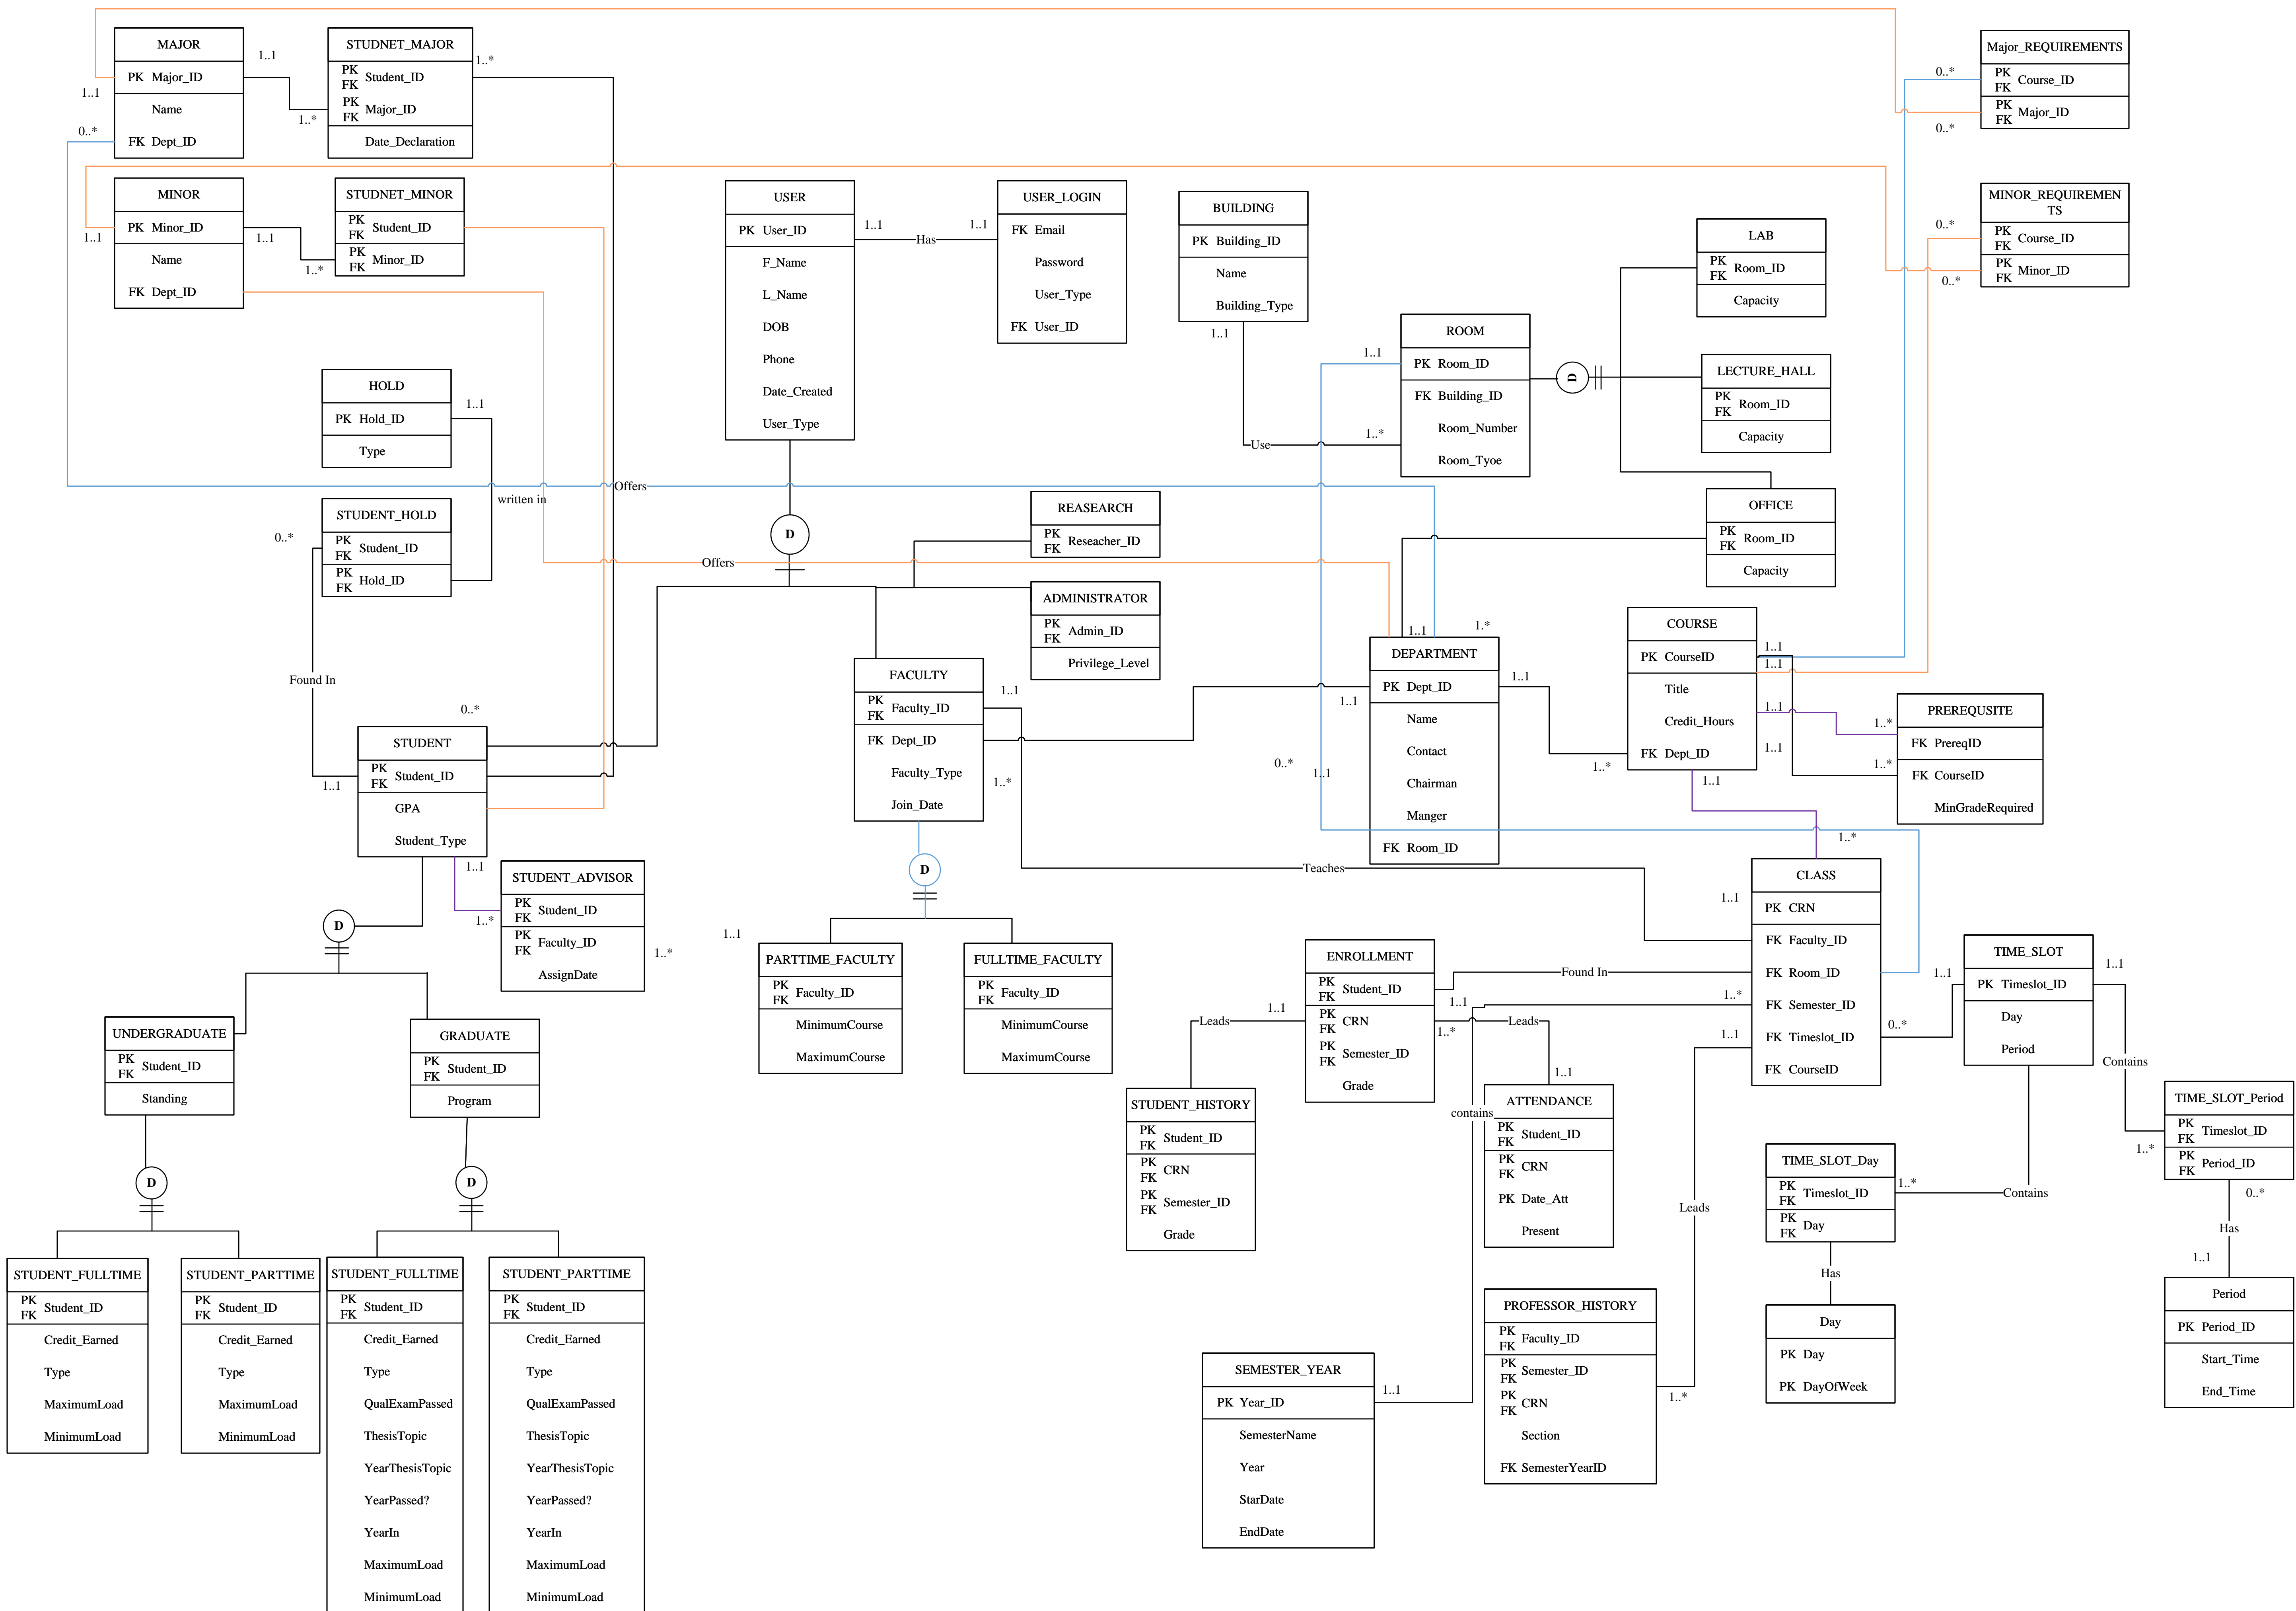 MAJOR
PK Major_ID
Name
FK Dept_ID
1..1
1..1
0..*
STUDNET_MAJOR
PK
FK Student_ID
PK
FK Major_ID
Date_Declaration
1..*
1..*
Major_REQUIREMENTS
PK
FK Course_ID
PK
FK Major_ID
0..*
0..*
MINOR
PK Minor_ID
Name
FK Dept_ID
1..1
1..1
STUDNET_MINOR
PK
FK Student_ID
PK
FK Minor_ID
1..*
MINOR_REQUIREMEN
TS
PK
FK Course_ID
PK
FK Minor_ID
0..*
0..*
USER
PK User_ID
F_Name
L_Name
DOB
Phone
Date_Created
User_Type
1..1
Has
1..1
USER_LOGIN
FK Email
Password
User_Type
FK User_ID
BUILDING
PK Building_ID
Name
Building_Type
1..1
Use
1..*
1..1
ROOM
PK Room_ID
FK Building_ID
Room_Number
Room_Tyoe
D
LAB
PK
FK Room_ID
Capacity
LECTURE_HALL
PK
FK Room_ID
Capacity
OFFICE
PK
FK Room_ID
Capacity
HOLD
PK Hold_ID
Type
1..1
written in
Offers
STUDENT_HOLD
PK
FK Student_ID
PK
FK Hold_ID
0..*
Found In
D
Offers
REASEARCH
PK
FK Reseacher_ID
ADMINISTRATOR
PK
FK Admin_ID
Privilege_Level
FACULTY
PK
FK Faculty_ID
FK Dept_ID
Faculty_Type
Join_Date
1..1
1..*
DEPARTMENT
PK Dept_ID
Name
Contact
Chairman
Manger
FK Room_ID
1..1
1.*
1..1
1..1
0..*
1..1
COURSE
PK CourseID
Title
Credit_Hours
FK Dept_ID
1..1
1..1
1..1
1..1
1..1
1..*
PREREQUSITE
FK PrereqID
FK CourseID
MinGradeRequired
1..*
1..*
STUDENT
PK
FK Student_ID
GPA
Student_Type
0..*
1..1
1..1
STUDENT_ADVISOR
PK
FK Student_ID
PK
FK Faculty_ID
AssignDate
1..*
1..*
D
D
1..1
PARTTIME_FACULTY
PK
FK Faculty_ID
MinimumCourse
MaximumCourse
FULLTIME_FACULTY
PK
FK Faculty_ID
MinimumCourse
MaximumCourse
Teaches
1..*
CLASS
PK CRN
FK Faculty_ID
FK Room_ID
FK Semester_ID
FK Timeslot_ID
FK CourseID
1..1
1..*
1..1
0..*
1..1
TIME_SLOT
PK Timeslot_ID
Day
Period
1..1
Contains
Contains
ENROLLMENT
PK
FK Student_ID
PK
FK CRN
PK
FK Semester_ID
Grade
Found In
1..1
1..*
Leads
1..1
Leads
1..1
UNDERGRADUATE
PK
FK Student_ID
Standing
GRADUATE
PK
FK Student_ID
Program
D
D
STUDENT_HISTORY
PK
FK Student_ID
PK
FK CRN
PK
FK Semester_ID
Grade
contains
ATTENDANCE
PK
FK Student_ID
PK
FK CRN
PK Date_Att
Present
Leads
TIME_SLOT_Day
PK
FK Timeslot_ID
PK
FK Day
1..*
Has
TIME_SLOT_Period
PK
FK Timeslot_ID
PK
FK Period_ID
1..*
0..*
Has
1..1
Day
PK Day
PK DayOfWeek
Period
PK Period_ID
Start_Time
End_Time
STUDENT_FULLTIME
PK
FK Student_ID
Credit_Earned
Type
MaximumLoad
MinimumLoad
STUDENT_PARTTIME
PK
FK Student_ID
Credit_Earned
Type
MaximumLoad
MinimumLoad
STUDENT_FULLTIME
PK
FK Student_ID
Credit_Earned
Type
QualExamPassed
ThesisTopic
YearThesisTopic
YearPassed?
YearIn
MaximumLoad
MinimumLoad
STUDENT_PARTTIME
PK
FK Student_ID
Credit_Earned
Type
QualExamPassed
ThesisTopic
YearThesisTopic
YearPassed?
YearIn
MaximumLoad
MinimumLoad
SEMESTER_YEAR
PK Year_ID
SemesterName
Year
StarDate
EndDate
1..1
PROFESSOR_HISTORY
PK
FK Faculty_ID
PK
FK Semester_ID
PK
FK CRN
Section
FK SemesterYearID
1..*